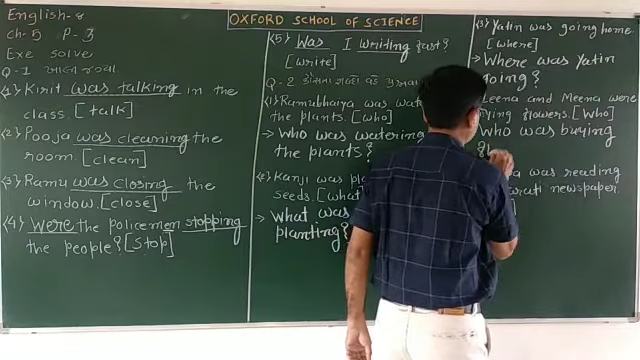 English-8
Ch-5 P-3
Exe solve
Q-1 ખાલી જગ્યા
(1) Kirit was talking in the
class. [talk]
(2) Pooja was cleaning the
room. [clean]
(3) Ramu was closing the
window. [close]
(4) Were the policemen stopping
the people? [Stop]
OXFORD SCHOOL OF SCIENCE
(5) Was I writing fast?
[write]
Q-2
(1) Ramubhaiya was
the plants. [who]
→ Who was watering
the plants?
(2) Kanji was
seeds. [what
→ What was
planting?
(3) Yatin was going home
[where]
→ Where was Yatin
going?
Leena and Meena were
flowers. [Who]
Who was buying
was reading
newspaper.